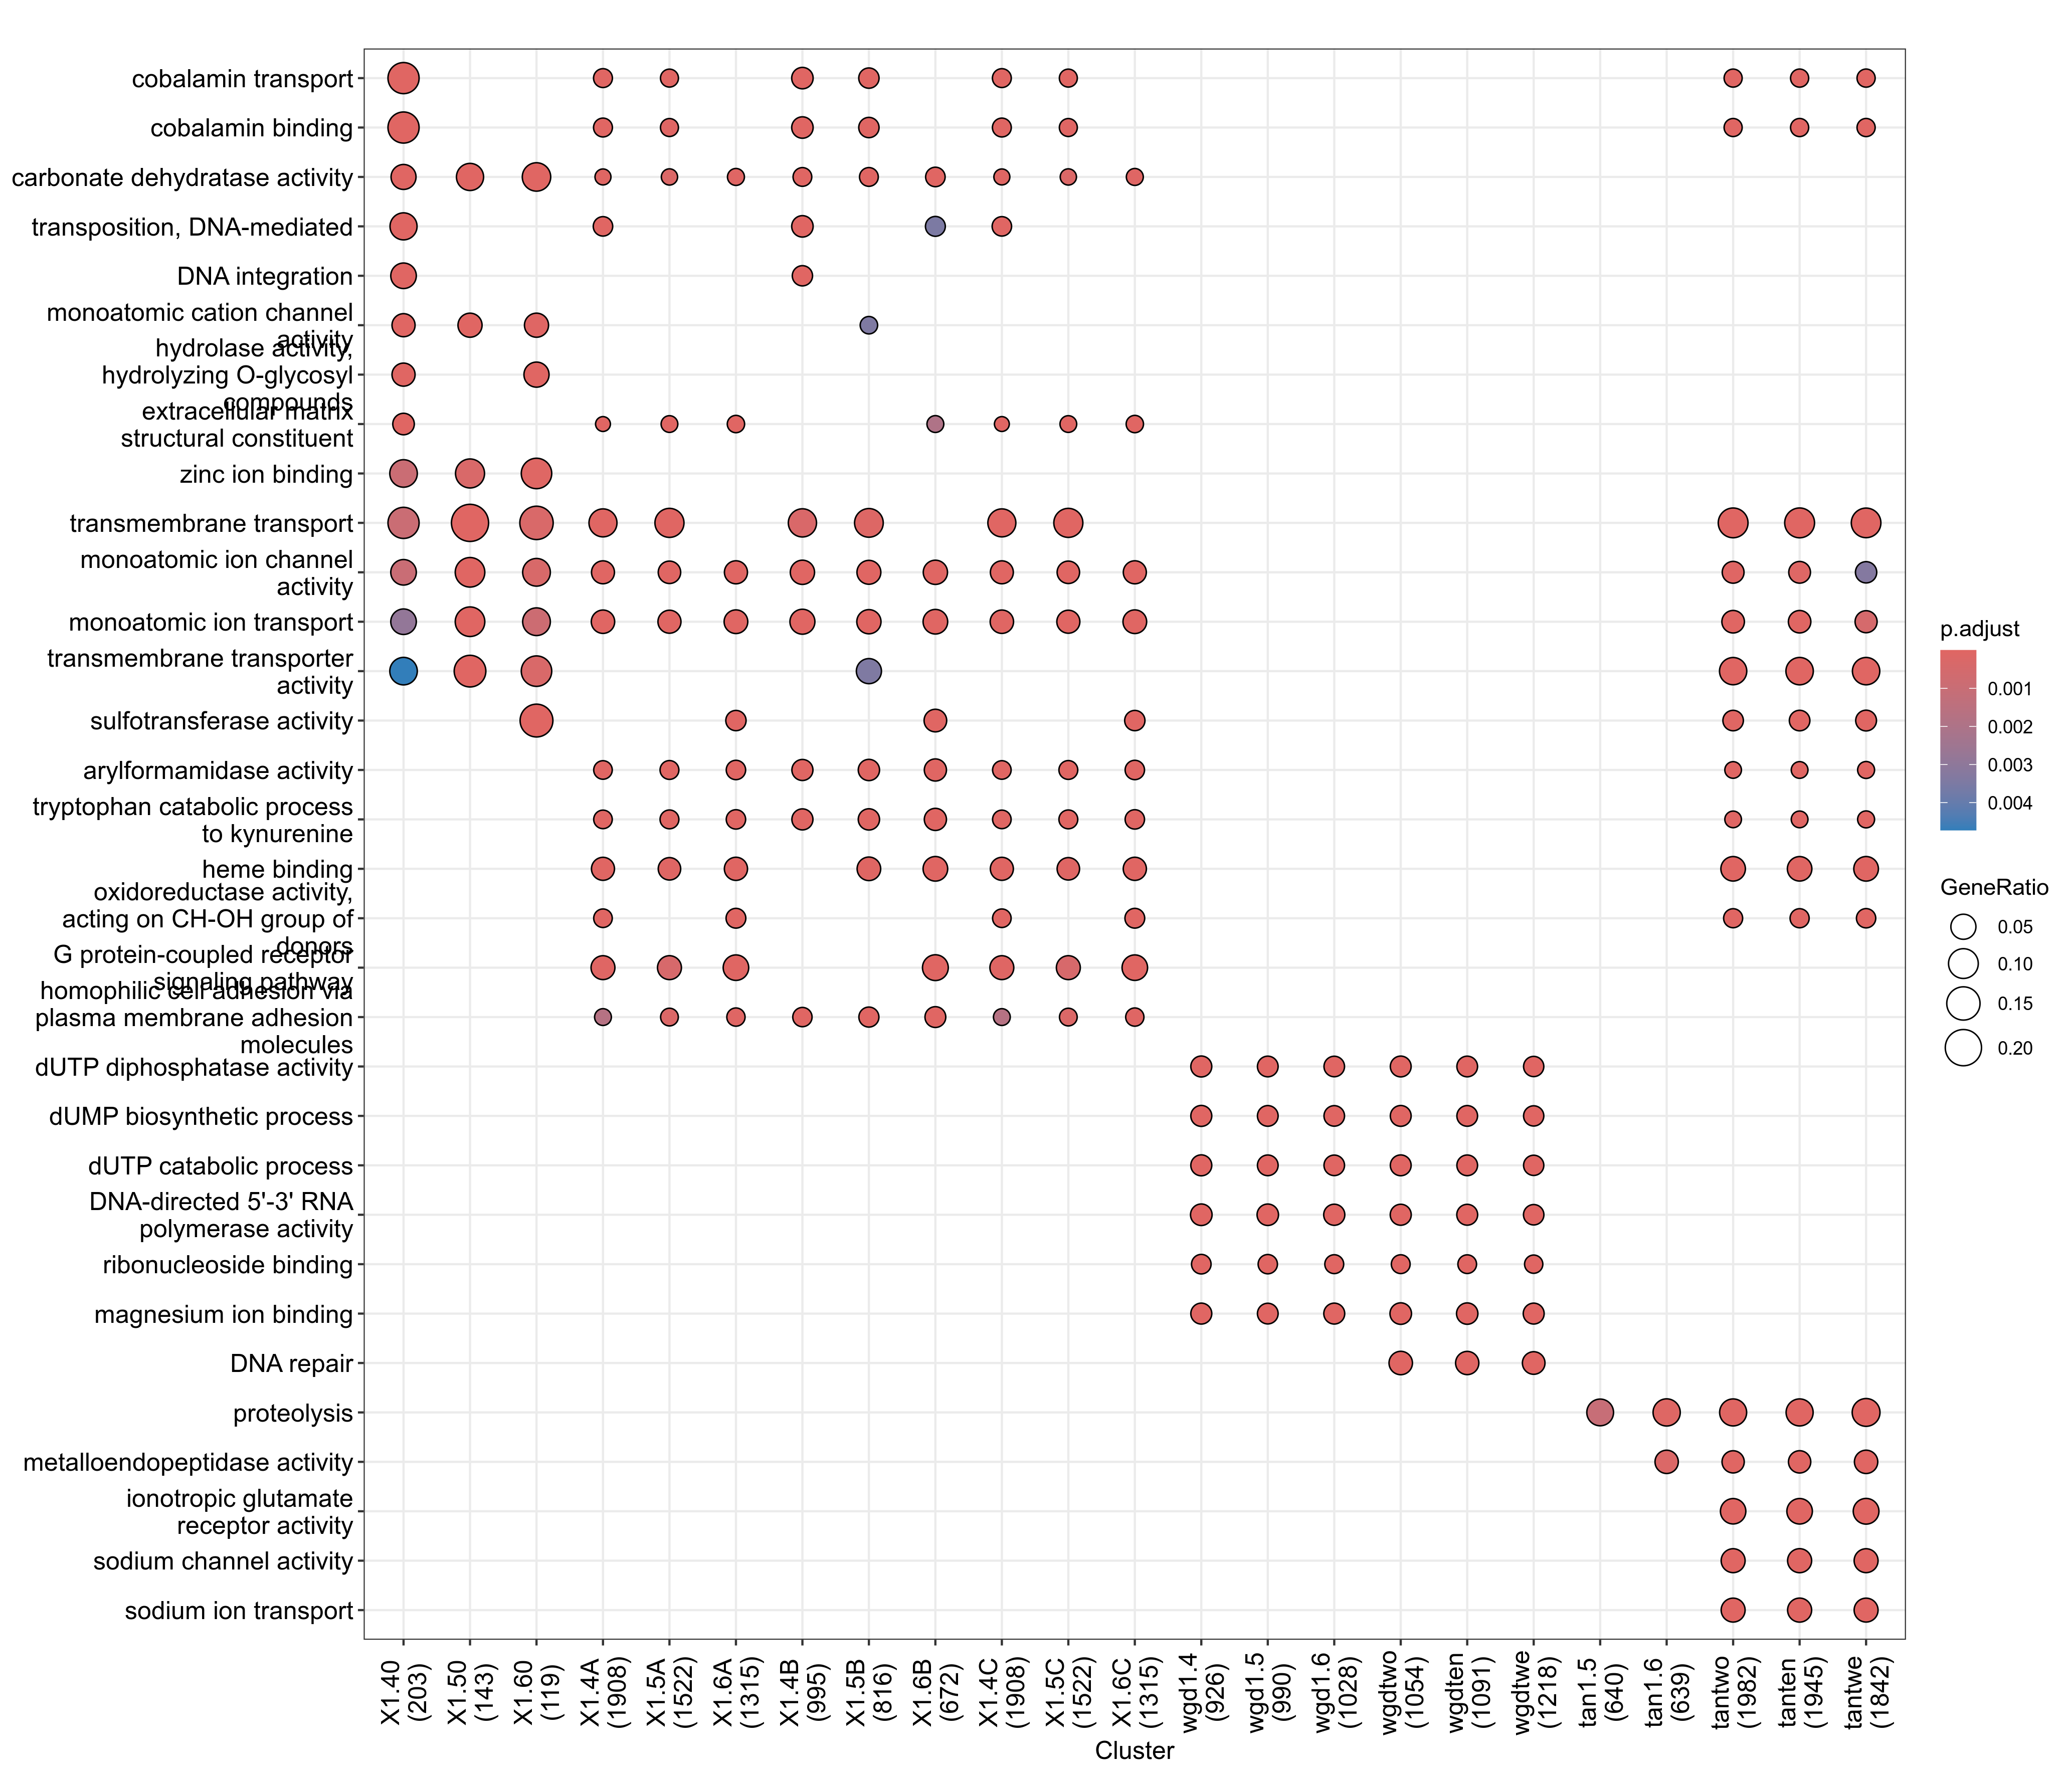 cobalamin transport
cobalamin binding
carbonate dehydratase activity
transposition, DNA-mediated
DNA integration
monoatomic cation channel
activity
hydrolase activity,
hydrolyzing O-glycosyl
compounds
extracellular matrix
structural constituent
zinc ion binding
transmembrane transport
monoatomic ion channel
activity
monoatomic ion transport
transmembrane transporter
activity
sulfotransferase activity
arylformamidase activity
tryptophan catabolic process
to kynurenine
heme binding
oxidoreductase activity,
acting on CH-OH group of
donors
G protein-coupled receptor
signaling pathway
homophilic cell adhesion via
plasma membrane adhesion
molecules
dUTP diphosphatase activity
dUMP biosynthetic process
dUTP catabolic process
DNA-directed 5'-3' RNA
polymerase activity
ribonucleoside binding
magnesium ion binding
DNA repair
proteolysis
metalloendopeptidase activity
ionotropic glutamate
receptor activity
sodium channel activity
sodium ion transport
X1.40
(203)
X1.50
(143)
X1.60
(119)
X1.4A
(1908)
X1.5A
(1522)
X1.6A
(1315)
X1.4B
(995)
X1.5B
(816)
X1.6B
(672)
X1.4C
(1908)
X1.5C
(1522)
X1.6C
(1315)
wgd1.4
(926)
wgd1.5
(990)
wgd1.6
(1028)
wgdtwo
(1054)
wgdten
(1091)
wgdtwe
(1218)
tan1.5
(640)
tan1.6
(639)
tantwo
(1982)
tanten
(1945)
tantwe
(1842)
Cluster
p.adjust
0.001
0.002
0.003
0.004
GeneRatio
0.05
0.10
0.15
0.20